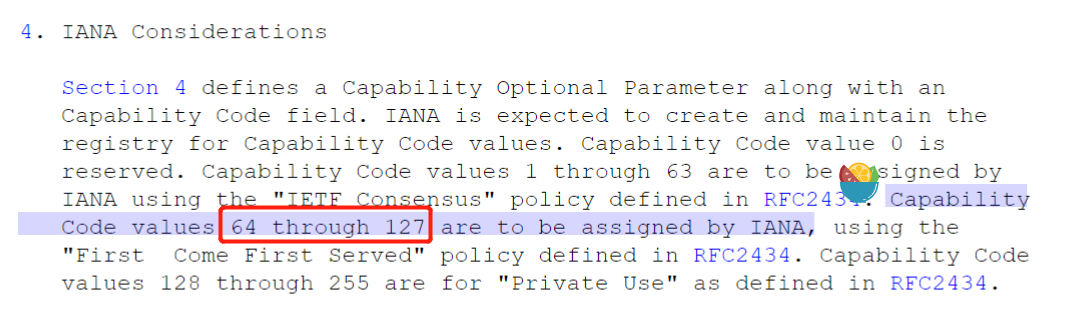 4. IANA Considerations
Section 4 defines a Capability Optional Parameter along with an
Capability Code field. IANA is expected to create and maintain the
registry for Capability Code values. Capability Code value 0 is
reserved. Capability Code values 1 through 63 are to be signed by
IANA using the "IETF Consensus" policy defined in RFC2434. Capability
Code values 64 through 127 are to be assigned by IANA, using the
"First  Come First Served" policy defined in RFC2434. Capability Code
values 128 through 255 are for "Private Use" as defined in RFC2434.